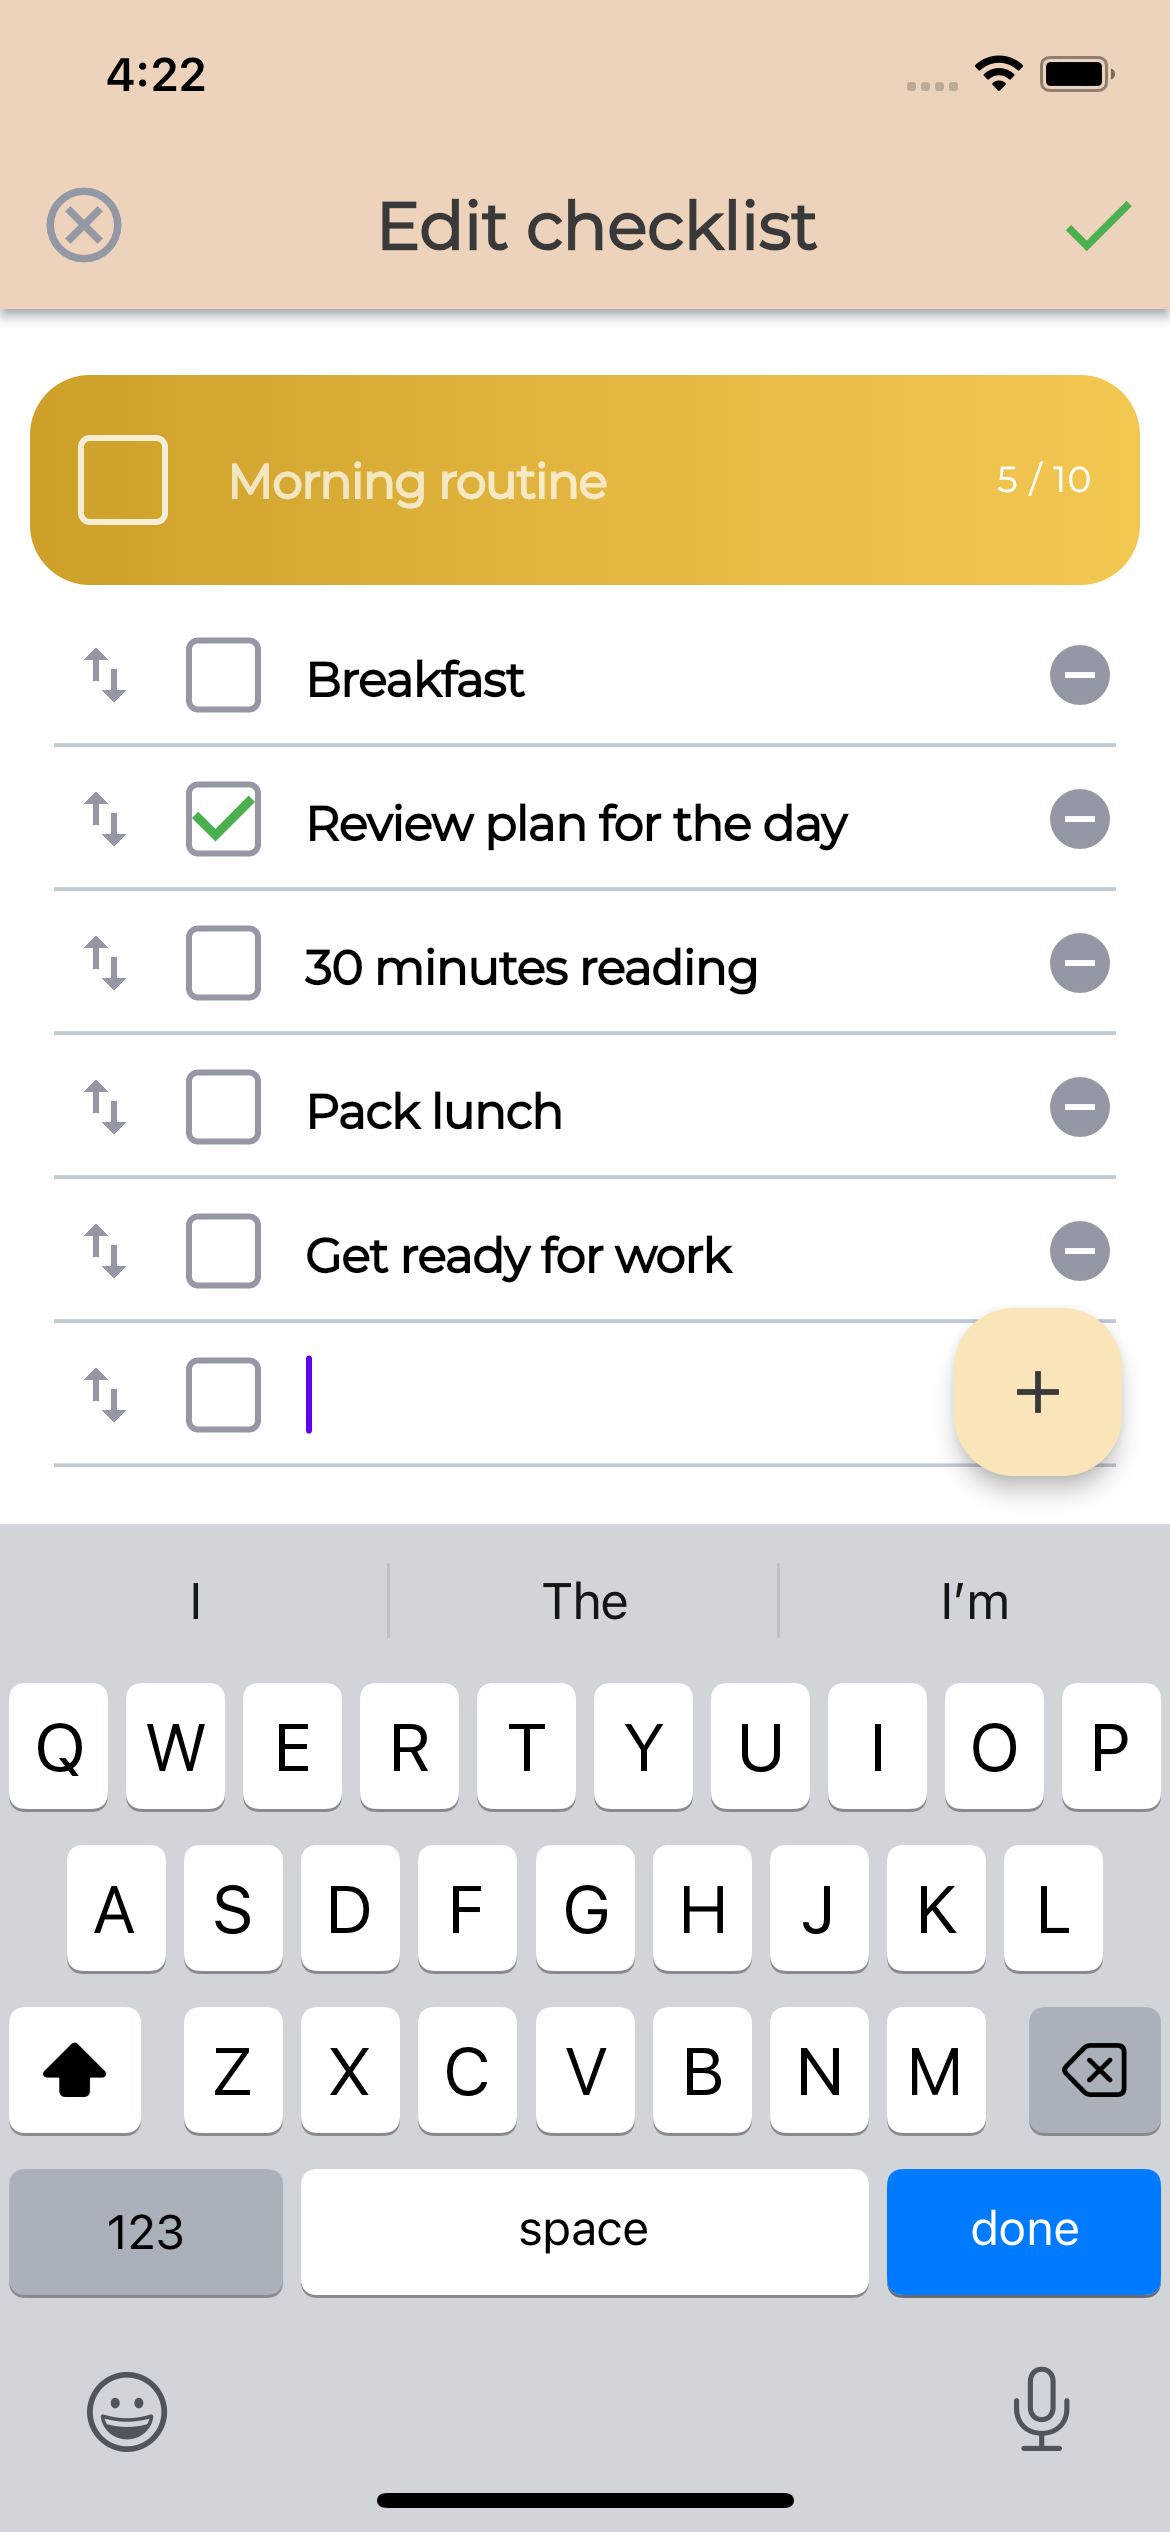 4:22
Edit checklist
Morning routine 5 / 10
Breakfast
Review plan for the day
30 minutes reading
Pack lunch
Get ready for work
I The I'm
Q W E R T Y U I O P
A S D F G H J K L
Z X C V B N M
123 space done